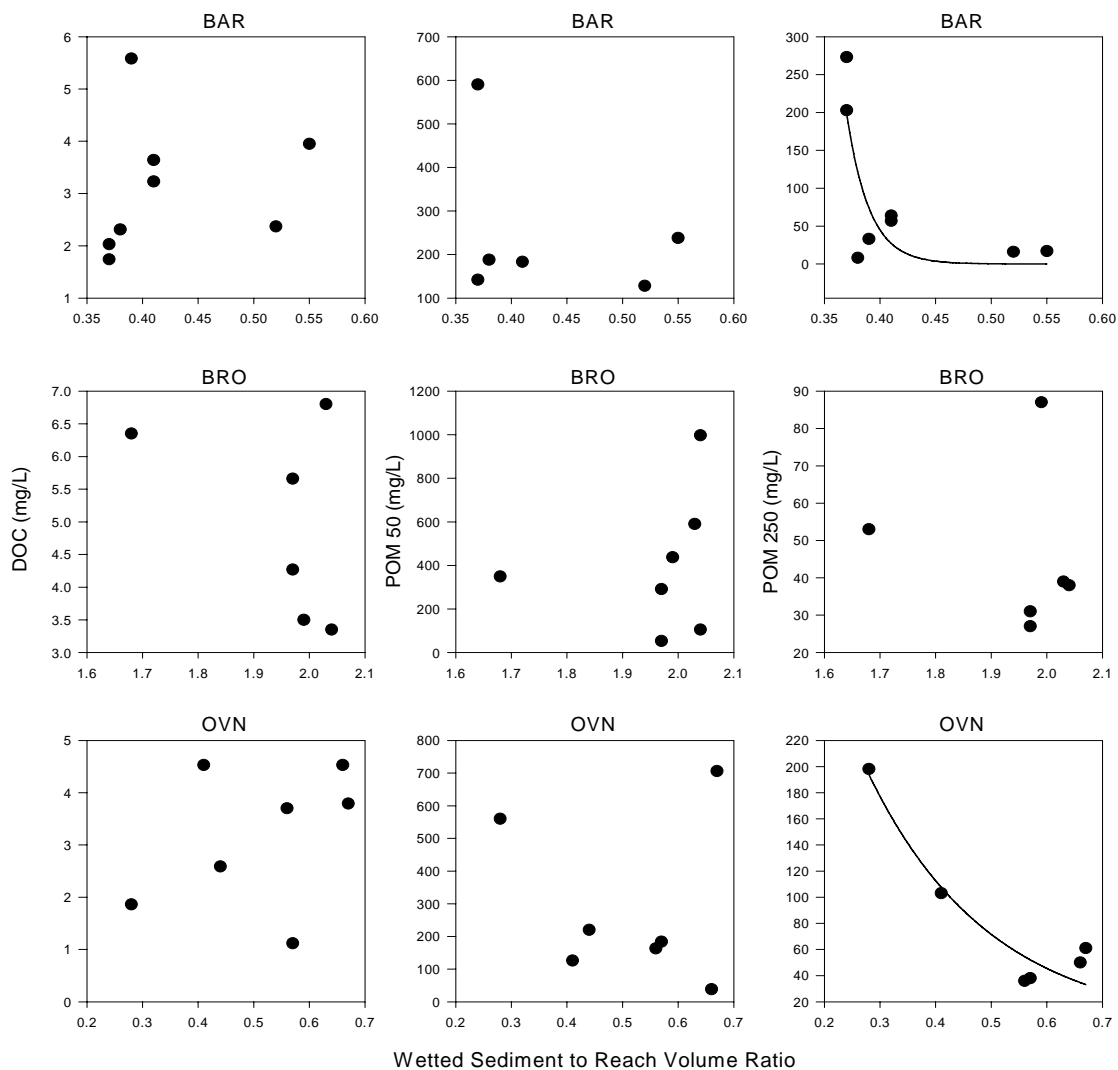 BAR BAR BAR
6 700 300
5 600 250
4 500 200
3 400 150
2 300 100
1 200 50
100 0
0.35 0.40 0.45 0.50 0.55 0.60 0.35 0.40 0.45 0.50 0.55 0.60 0.35 0.40 0.45 0.50 0.55 0.60
BRO BRO BRO
DOC (mg/L)
7.0
6.5
6.0
5.5
5.0
4.5
4.0
3.5
3.0
1.6 1.7 1.8 1.9 2.0 2.1
POM 50 (mg/L)
1200
1000
800
600
400
200
0
1.6 1.7 1.8 1.9 2.0 2.1
POM 250 (mg/L)
90
80
70
60
50
40
30
20
1.6 1.7 1.8 1.9 2.0 2.1
OVN OVN OVN
5
4
3
2
1
0
0.2 0.3 0.4 0.5 0.6 0.7
800
700
600
500
400
300
200
100
0
0.2 0.3 0.4 0.5 0.6 0.7
220
200
180
160
140
120
100
80
60
40
20
0.2 0.3 0.4 0.5 0.6 0.7
Wetted Sediment to Reach Volume Ratio